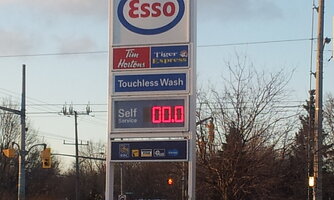 Esso
Tim
Hortons
Tiger
Express
Touchless Wash
Self
Service
00.0